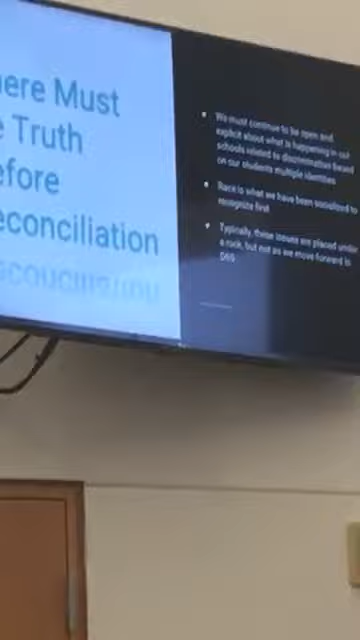 ere Must
e Truth
efore
econciliation
• We must continue to be open and
explicit about what is happening in our
schools related to discrimination based
on our students multiple identities
• Race is what we have been socialized to
recognize first
• Typically, these issues are placed under
a rock, but not as we move forward in
D65